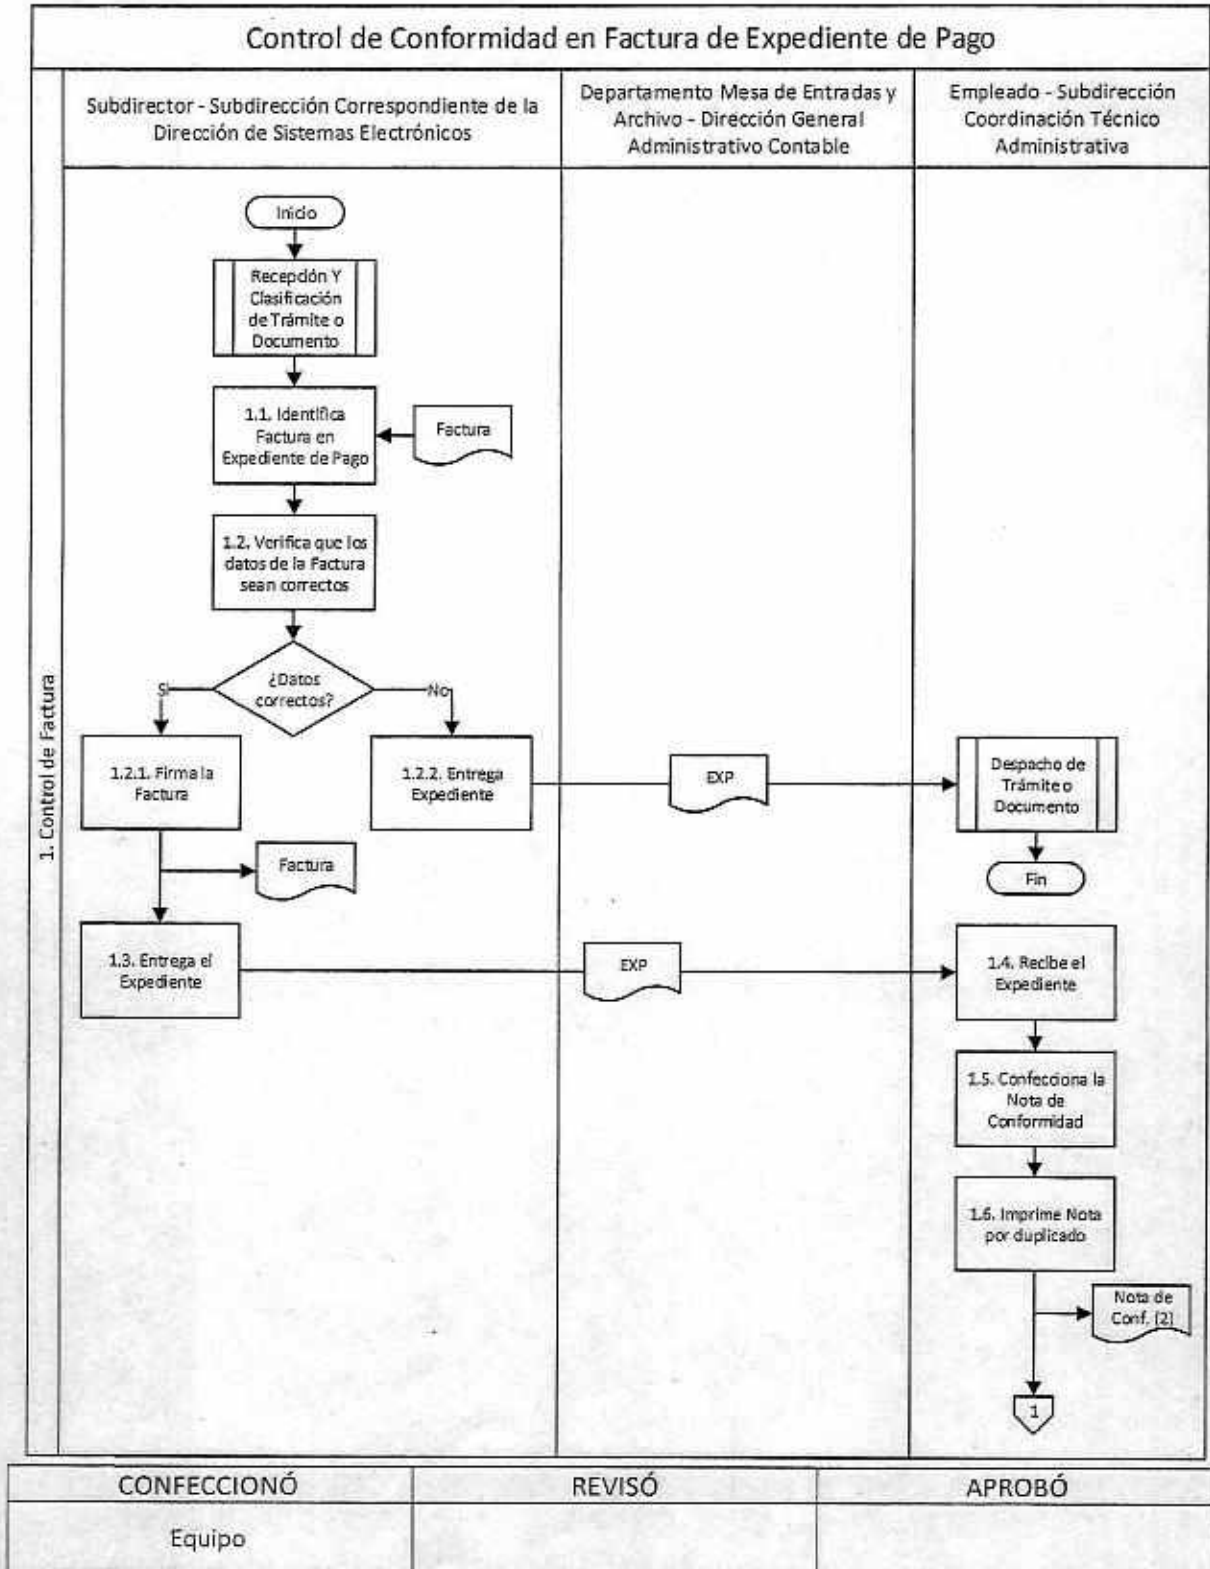 Control de Conformidad en Factura de Expediente de Pago
Subdirector - Subdirección Correspondiente de la
Dirección de Sistemas Electrónicos
Departamento Mesa de Entradas y
Archivo - Dirección General
Administrativo Contable
Empleado - Subdirección
Coordinación Técnico
Administrativa
1. Control de Factura
Inicio
Recepción Y
Clasificación
de Trámite o
Documento
1.1. Identifica
Factura en
Expediente de Pago
Factura
1.2. Verifica que los
datos de la Factura
sean correctos
¿Datos
correctos?
Si
No
1.2.1. Firma la
Factura
1.2.2. Entrega
Expediente
EXP
Despacho de
Trámite o
Documento
Factura
Fin
1.3. Entrega el
Expediente
EXP
1.4. Recibe el
Expediente
1.5. Confecciona la
Nota de
Conformidad
1.6. Imprime Nota
por duplicado
Nota de
Conf. (2)
1
CONFECCIONÓ
REVISÓ
APROBÓ
Equipo